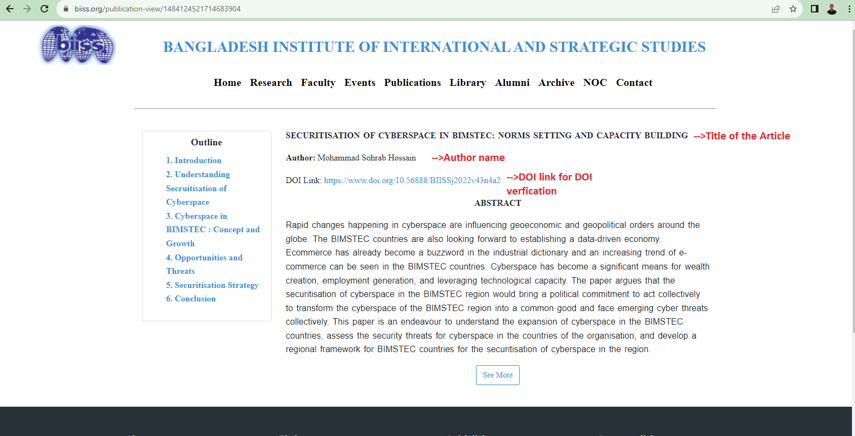 biiss.org/publication-view/1484124521714683904
biiss
BANGLADESH INSTITUTE OF INTERNATIONAL AND STRATEGIC STUDIES
Home Research Faculty Events Publications Library Alumni Archive NOC Contact
Outline
1. Introduction
2. Understanding
Secruitisation of
Cyberspace
3. Cyberspace in
BIMSTEC : Concept and
Growth
4. Opportunities and
Threats
5. Securitisation Strategy
6. Conclusion
SECURITISATION OF CYBERSPACE IN BIMSTEC: NORMS SETTING AND CAPACITY BUILDING -->Title of the Article
Author: Mohammad Sohrab Hossain -->Author name
DOI Link: https://www.doi.org/10.56888/BIISSj2022v43n4a2 -->DOI link for DOI
verfication
ABSTRACT
Rapid changes happening in cyberspace are influencing geoeconomic and geopolitical orders around the
globe. The BIMSTEC countries are also looking forward to establishing a data-driven economy.
Ecommerce has already become a buzzword in the industrial dictionary and an increasing trend of e-
commerce can be seen in the BIMSTEC countries. Cyberspace has become a significant means for wealth
creation, employment generation, and leveraging technological capacity. The paper argues that the
securitisation of cyberspace in the BIMSTEC region would bring a political commitment to act collectively
to transform the cyberspace of the BIMSTEC region into a common good and face emerging cyber threats
collectively. This paper is an endeavour to understand the expansion of cyberspace in the BIMSTEC
countries, assess the security threats for cyberspace in the countries of the organisation, and develop a
regional framework for BIMSTEC countries for the securitisation of cyberspace in the region.
See More